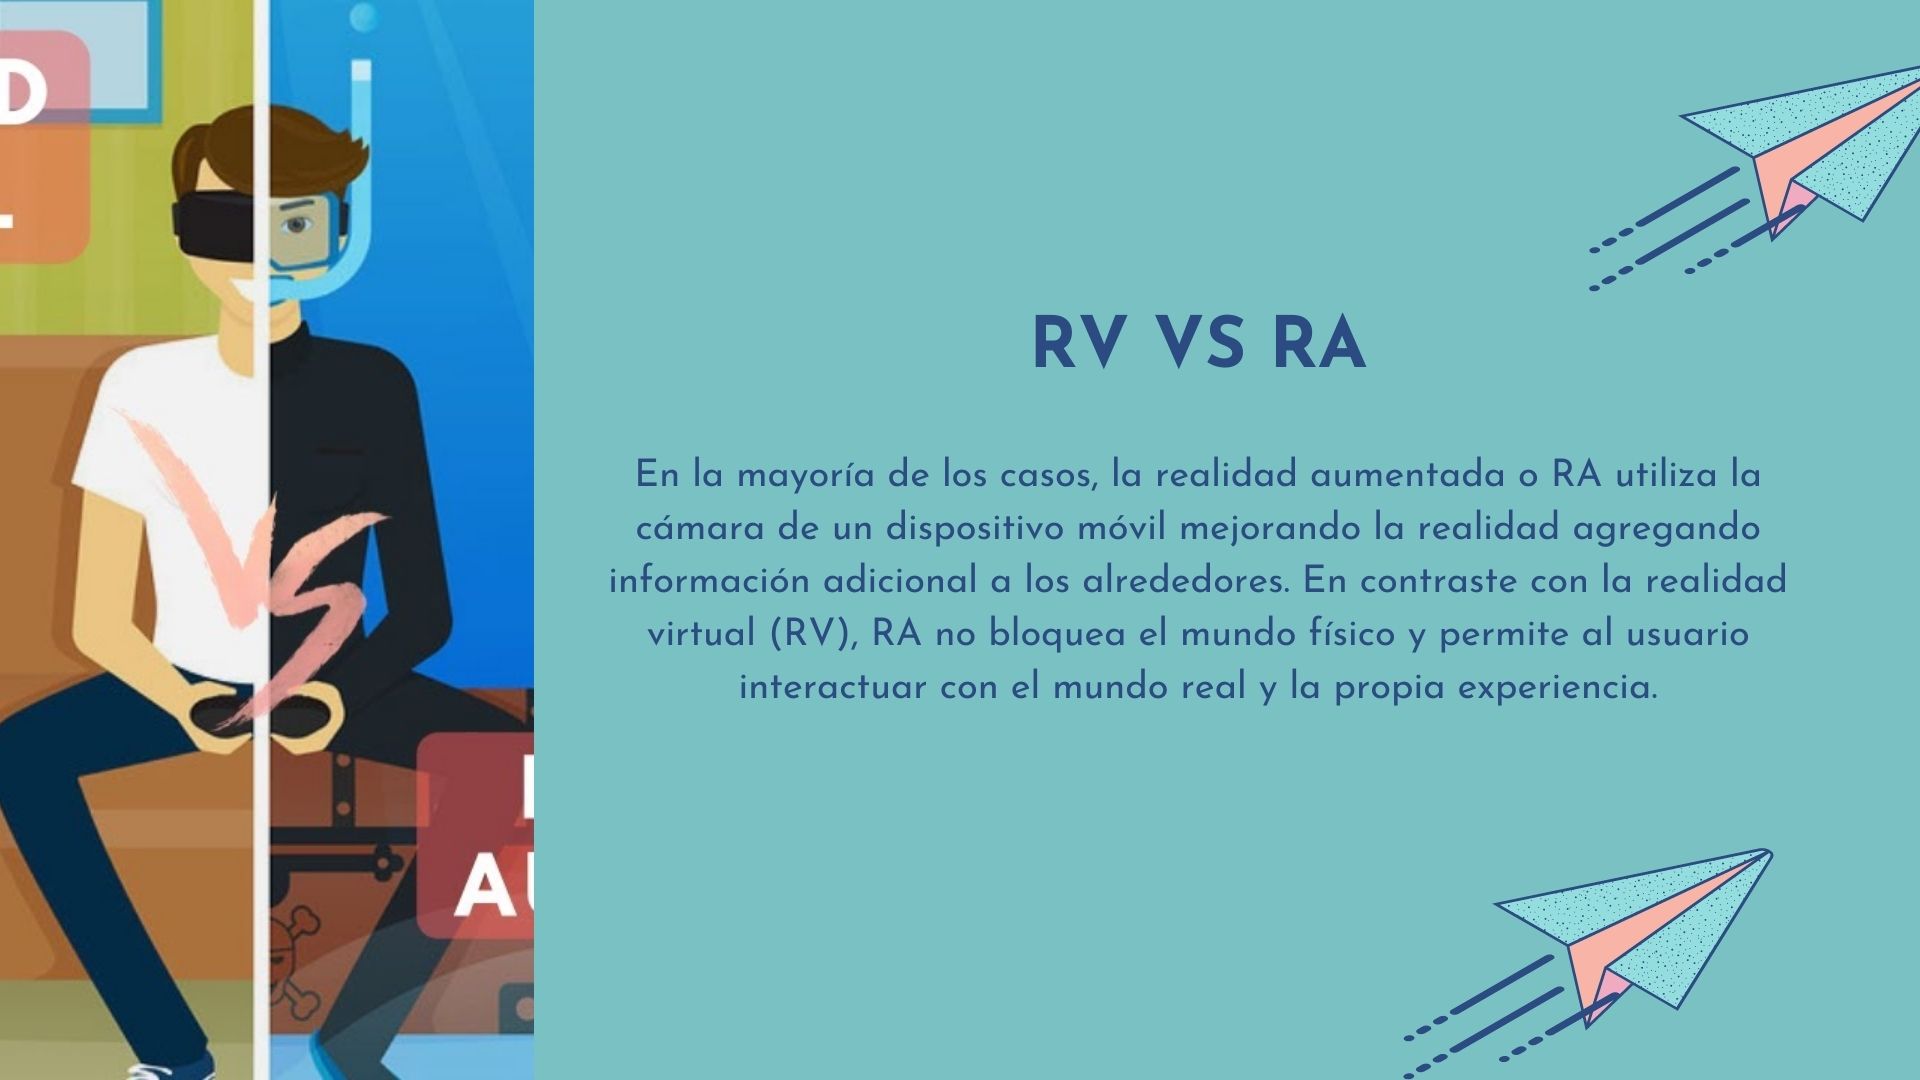 D
VS
AU
RV VS RA
En la mayoría de los casos, la realidad aumentada o RA utiliza la
cámara de un dispositivo móvil mejorando la realidad agregando
información adicional a los alrededores. En contraste con la realidad
virtual (RV), RA no bloquea el mundo físico y permite al usuario
interactuar con el mundo real y la propia experiencia.